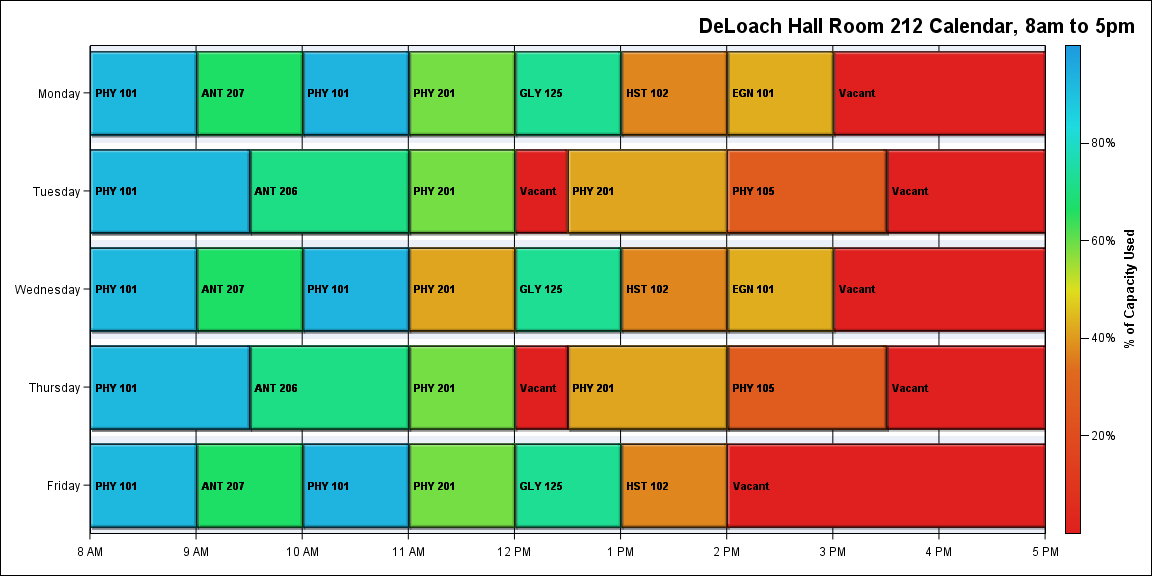 DeLoach Hall Room 212 Calendar, 8am to 5pm
Monday PHY 101 ANT 207 PHY 101 PHY 201 GLY 125 HST 102 EGN 101 Vacant
Tuesday PHY 101 ANT 206 PHY 201 Vacant PHY 201 PHY 105 Vacant
Wednesday PHY 101 ANT 207 PHY 101 PHY 201 GLY 125 HST 102 EGN 101 Vacant
Thursday PHY 101 ANT 206 PHY 201 Vacant PHY 201 PHY 105 Vacant
Friday PHY 101 ANT 207 PHY 101 PHY 201 GLY 125 HST 102 Vacant
8 AM 9 AM 10 AM 11 AM 12 PM 1 PM 2 PM 3 PM 4 PM 5 PM
80%
60%
40%
20%
% of Capacity Used